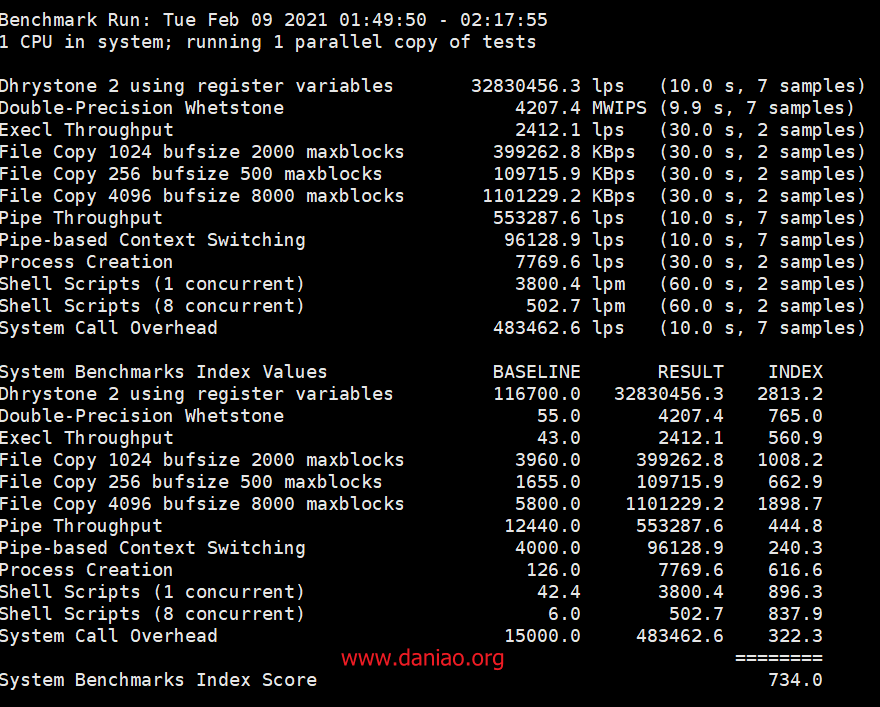 Benchmark Run: Tue Feb 09 2021 01:49:50 - 02:17:55
1 CPU in system; running 1 parallel copy of tests
Dhrystone 2 using register variables 32830456.3 lps (10.0 s, 7 samples)
Double-Precision Whetstone 4207.4 MWIPS (9.9 s, 7 samples)
Execl Throughput 2412.1 lps (30.0 s, 2 samples)
File Copy 1024 bufsize 2000 maxblocks 399262.8 KBps (30.0 s, 2 samples)
File Copy 256 bufsize 500 maxblocks 109715.9 KBps (30.0 s, 2 samples)
File Copy 4096 bufsize 8000 maxblocks 1101229.2 KBps (30.0 s, 2 samples)
Pipe Throughput 553287.6 lps (10.0 s, 7 samples)
Pipe-based Context Switching 96128.9 lps (10.0 s, 7 samples)
Process Creation 7769.6 lps (30.0 s, 2 samples)
Shell Scripts (1 concurrent) 3800.4 lpm (60.0 s, 2 samples)
Shell Scripts (8 concurrent) 502.7 lpm (60.0 s, 2 samples)
System Call Overhead 483462.6 lps (10.0 s, 7 samples)
System Benchmarks Index Values BASELINE RESULT INDEX
Dhrystone 2 using register variables 116700.0 32830456.3 2813.2
Double-Precision Whetstone 55.0 4207.4 765.0
Execl Throughput 43.0 2412.1 560.9
File Copy 1024 bufsize 2000 maxblocks 3960.0 399262.8 1008.2
File Copy 256 bufsize 500 maxblocks 1655.0 109715.9 662.9
File Copy 4096 bufsize 8000 maxblocks 5800.0 1101229.2 1898.7
Pipe Throughput 12440.0 553287.6 444.8
Pipe-based Context Switching 4000.0 96128.9 240.3
Process Creation 126.0 7769.6 616.6
Shell Scripts (1 concurrent) 42.4 3800.4 896.3
Shell Scripts (8 concurrent) 6.0 502.7 837.9
System Call Overhead 15000.0 483462.6 322.3
www.daniao.org ========
System Benchmarks Index Score 734.0